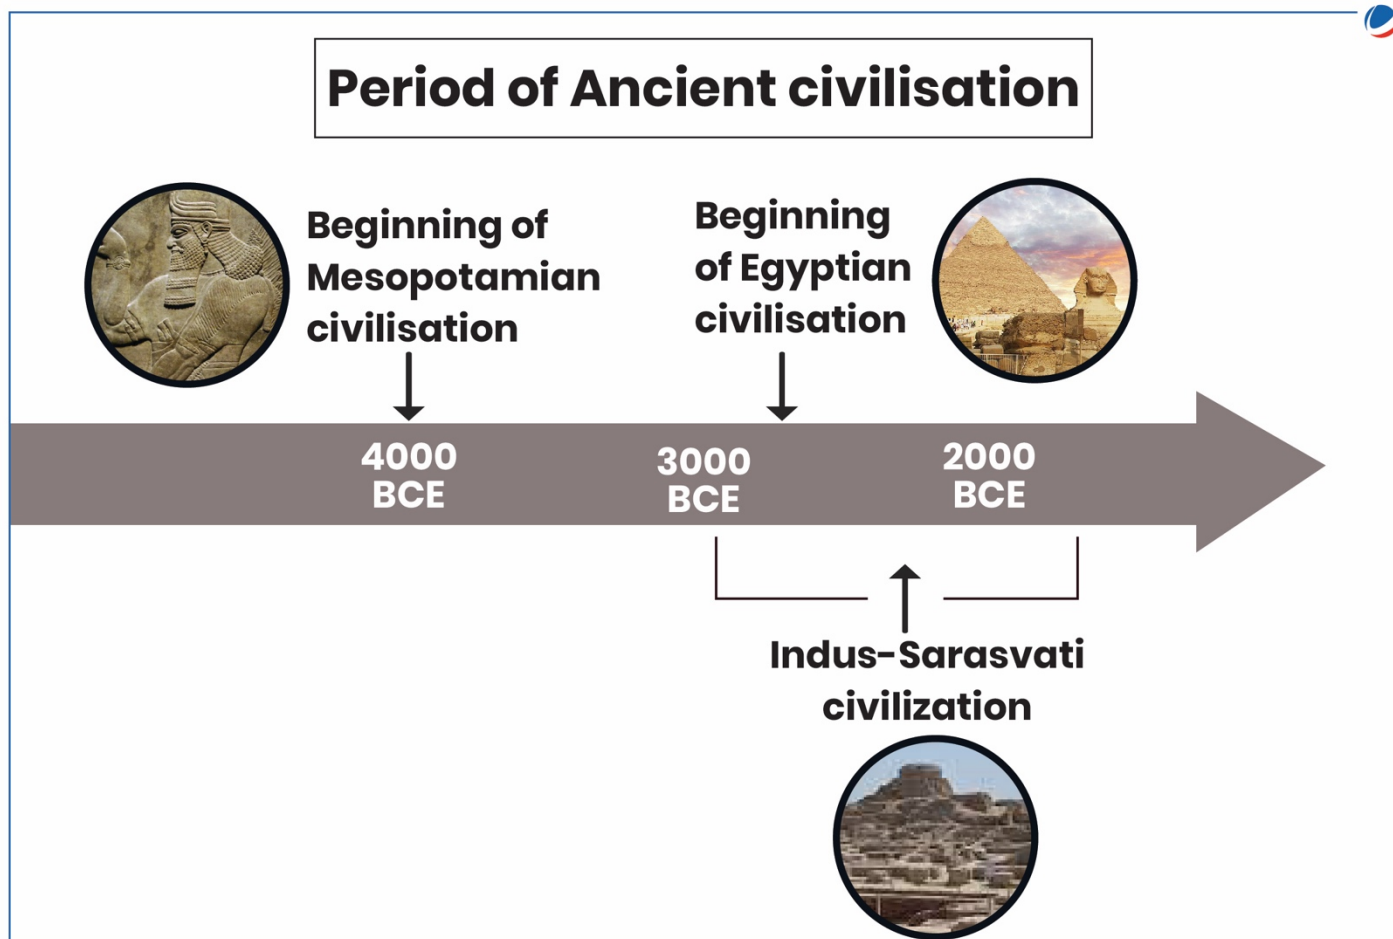 Period of Ancient civilisation
Beginning of
Mesopotamian
civilisation
Beginning
of Egyptian
civilisation
4000
BCE
3000
BCE
2000
BCE
Indus-Sarasvati
civilization